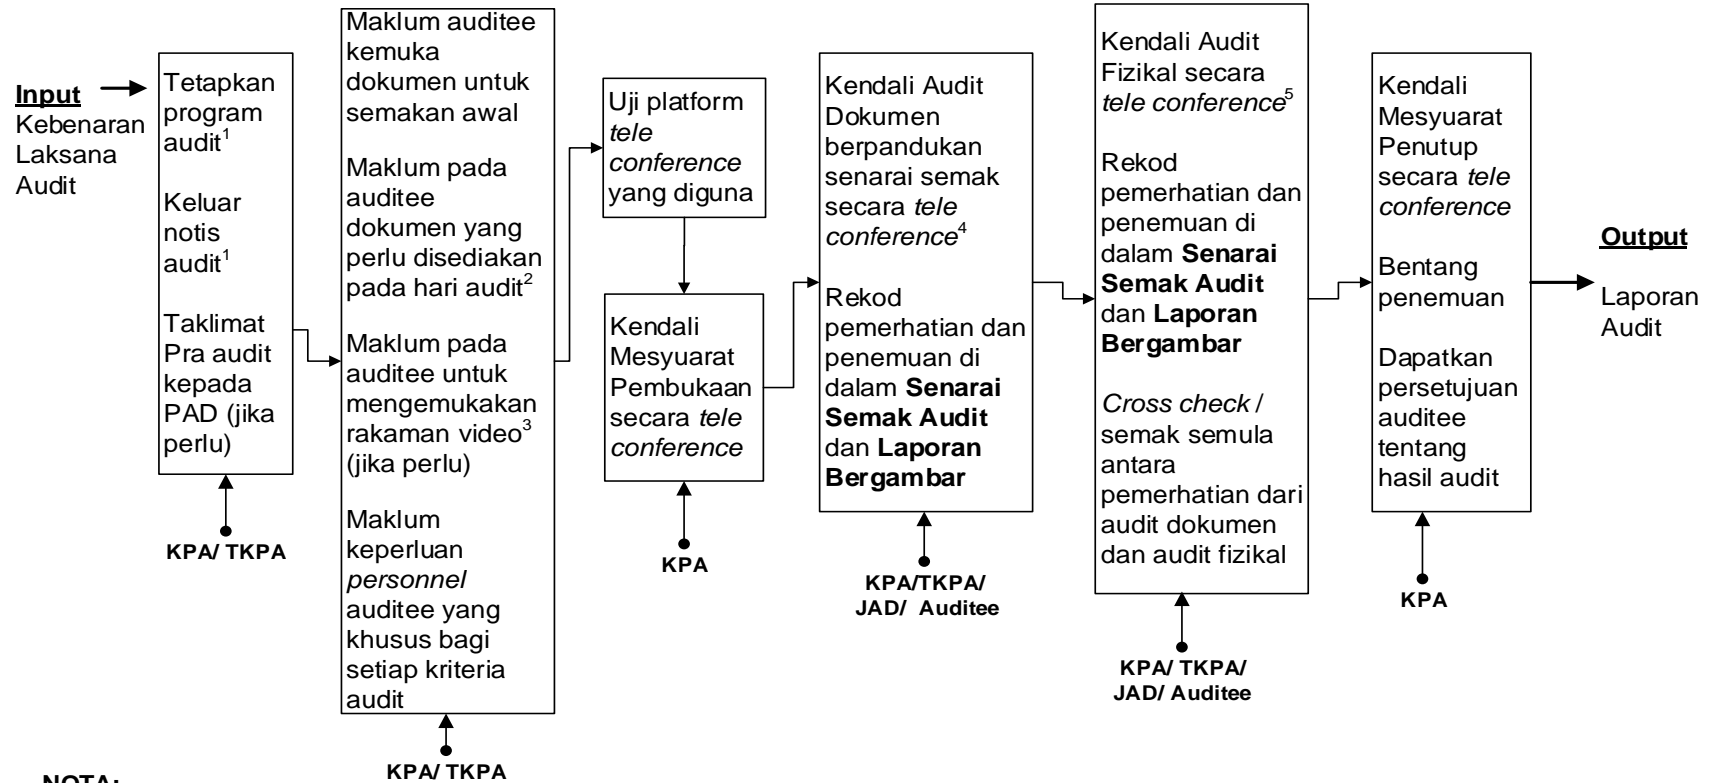 Input
Kebenaran
Laksana
Audit
Tetapkan
program
audit¹
Keluar
notis
audit¹
Taklimat
Pra audit
kepada
PAD (jika
perlu)
KPA/ TKPA
Maklum auditee
kemuka
dokumen untuk
semakan awal
Maklum pada
auditee
dokumen yang
perlu disediakan
pada hari audit²
Maklum pada
auditee untuk
mengemukakan
rakaman video³
(jika perlu)
Maklum
keperluan
personnel
auditee yang
khusus bagi
setiap kriteria
audit
KPA/ TKPA
Uji platform
tele
conference
yang diguna
Kendali
Mesyuarat
Pembukaan
secara tele
conference
KPA
Kendali Audit
Dokumen
berpandukan
senarai semak
secara tele
conference⁴
Rekod
pemerhatian dan
penemuan di
dalam Senarai
Semak Audit
dan Laporan
Bergambar
KPA/TKPA/
JAD/ Auditee
Kendali Audit
Fizikal secara
tele conference⁵
Rekod
pemerhatian dan
penemuan di
dalam Senarai
Semak Audit
dan Laporan
Bergambar
Cross check /
semak semula
antara
pemerhatian dari
audit dokumen
dan audit fizikal
KPA/ TKPA/
JAD/ Auditee
Kendali
Mesyuarat
Penutup
secara tele
conference
Bentang
penemuan
Dapatkan
persetujuan
auditee
tentang
hasil audit
KPA
Output
Laporan
Audit
NOTA: